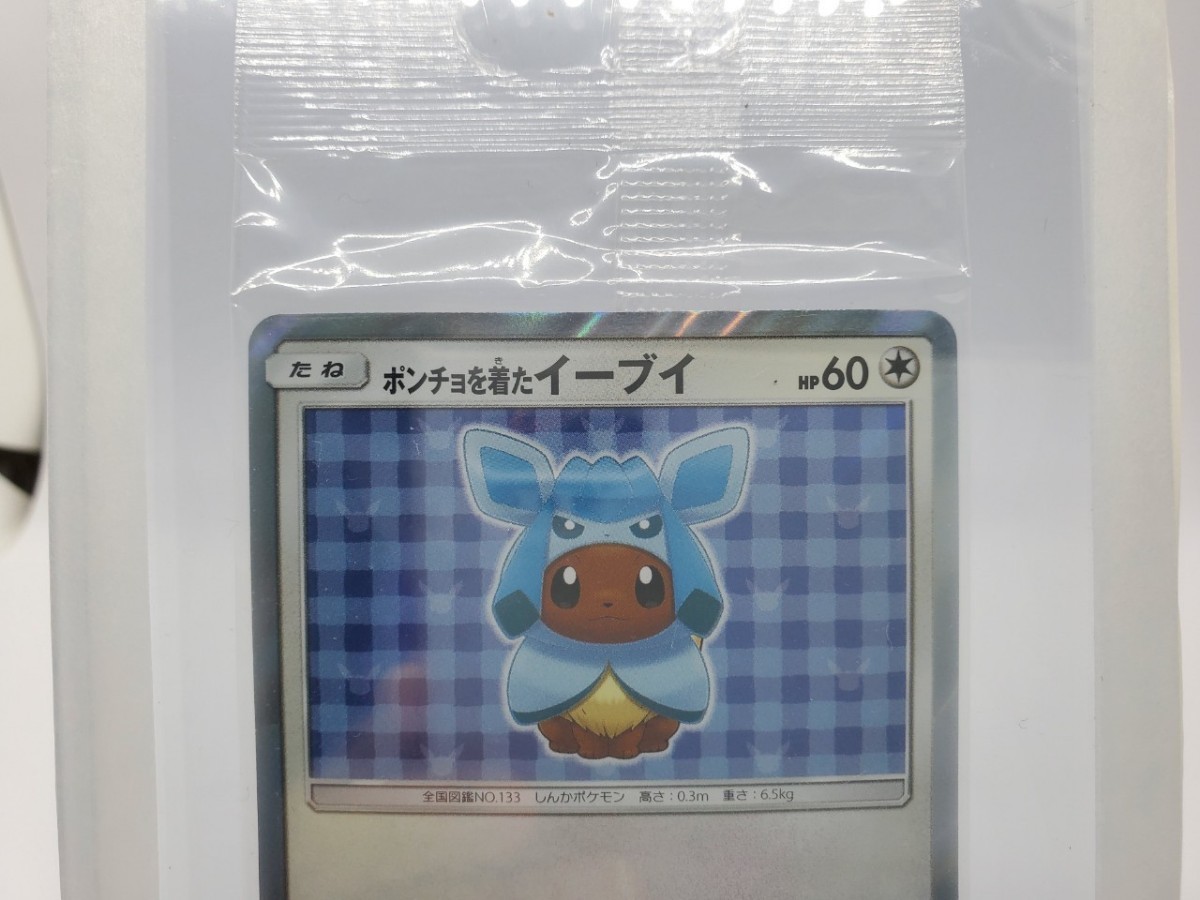 たね ポンチョを着たイーブイ HP60
き
全国図鑑NO.133 しんかポケモン 高さ:0.3m 重さ:6.5kg